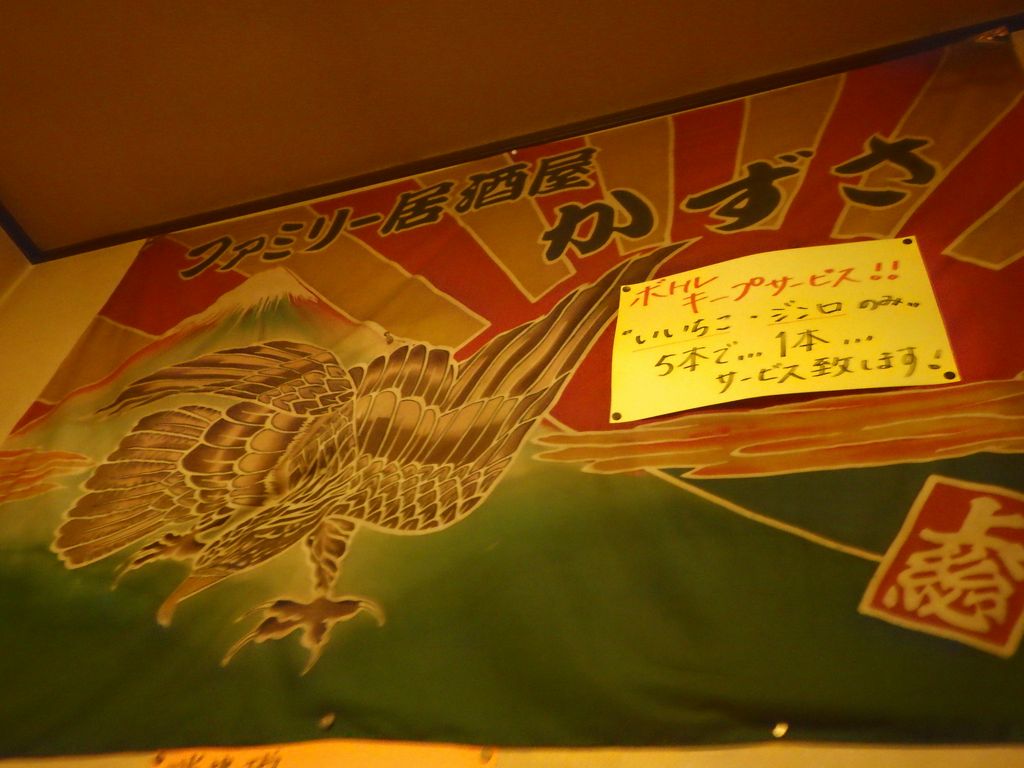 ファミリー居酒屋
かずさ
ボトル
キープサービス!!
"いいちこ・ジンロのみ"
5本で…1本…
サービス致します!
上総